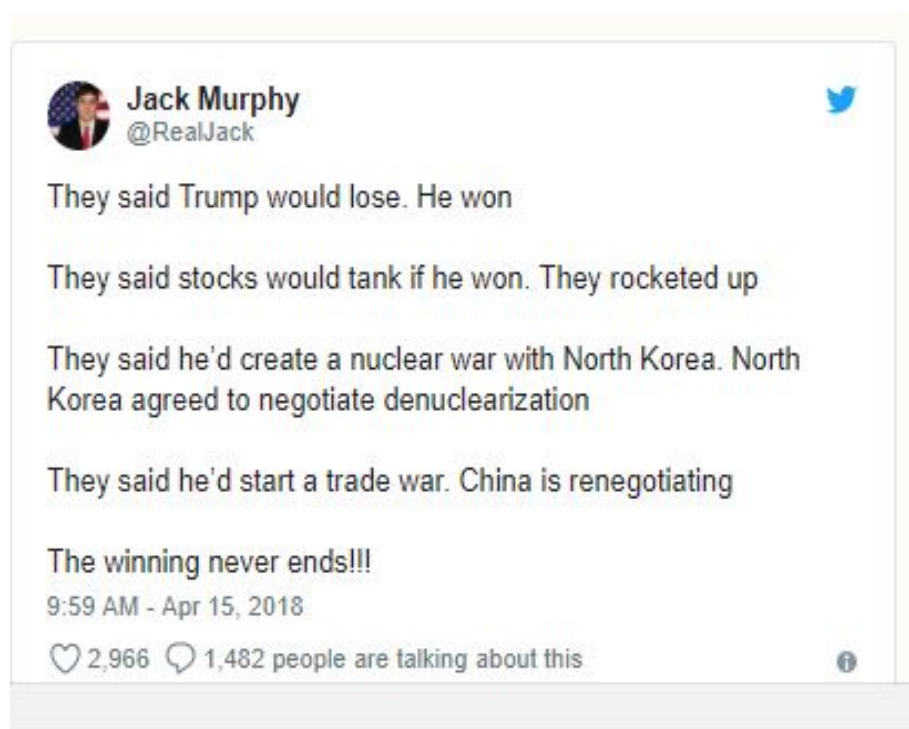 Jack Murphy
@RealJack
They said Trump would lose. He won
They said stocks would tank if he won. They rocketed up
They said he'd create a nuclear war with North Korea. North
Korea agreed to negotiate denuclearization
They said he'd start a trade war. China is renegotiating
The winning never ends!!!
9:59 AM - Apr 15, 2018
2,966 1,482 people are talking about this